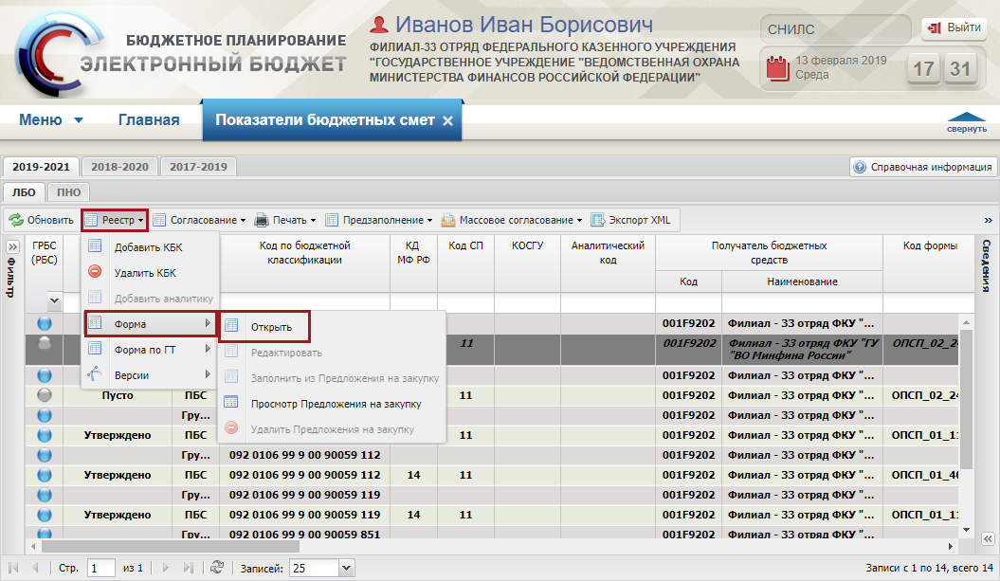 БЮДЖЕТНОЕ ПЛАНИРОВАНИЕ
ЭЛЕКТРОННЫЙ БЮДЖЕТ
Иванов Иван Борисович
ФИЛИАЛ-33 ОТРЯД ФЕДЕРАЛЬНОГО КАЗЕННОГО УЧРЕЖДЕНИЯ
"ГОСУДАРСТВЕННОЕ УЧРЕЖДЕНИЕ "ВЕДОМСТВЕННАЯ ОХРАНА
МИНИСТЕРСТВА ФИНАНСОВ РОССИЙСКОЙ ФЕДЕРАЦИИ"
СНИЛС
Выйти
13 февраля 2019
Среда
17 31
Меню Главная Показатели бюджетных смет
свернуть
2019-2021 2018-2020 2017-2019
Справочная информация
ЛБО ПНО
Обновить Реестр Согласование Печать Предзаполнение Массовое согласование Экспорт XML
Фильтр
ГРБС
(РБС)
Код по бюджетной
классификации
КД
МФ РФ
Код СП
КОСГУ
Аналитический
код
Получатель бюджетных
средств
Код
Наименование
Код формы
Сведения
Добавить КБК
Удалить КБК
Добавить аналитику
Форма
Форма по ГТ
Версии
Открыть
Редактировать
Заполнить из Предложения на закупку
Просмотр Предложения на закупку
Удалить Предложения на закупку
001F9202 Филиал - 33 отряд ФКУ "...
11 001F9202 Филиал - 33 отряд ФКУ "ГУ
"ВО Минфина России"
ОПСП_02_24
001F9202 Филиал - 33 отряд ФКУ "...
Пусто ПБС 11 001F9202 Филиал - 33 отряд ФКУ "... ОПСП_02_24
Гру... 001F9202 Филиал - 33 отряд ФКУ "...
Утверждено ПБС 11 001F9202 Филиал - 33 отряд ФКУ "... ОПСП_01_11
Гру... 092 0106 99 9 00 90059 112 001F9202 Филиал - 33 отряд ФКУ "...
Утверждено ПБС 092 0106 99 9 00 90059 112 14 11 001F9202 Филиал - 33 отряд ФКУ "... ОПСП_01_40
Гру... 092 0106 99 9 00 90059 119 001F9202 Филиал - 33 отряд ФКУ "...
Утверждено ПБС 092 0106 99 9 00 90059 119 14 11 001F9202 Филиал - 33 отряд ФКУ "... ОПСП_01_11
Гру... 092 0106 99 9 00 90059 851 001F9202 Филиал - 33 отряд ФКУ "...
Стр. 1 из 1 Записей: 25
Записи с 1 по 14, всего 14